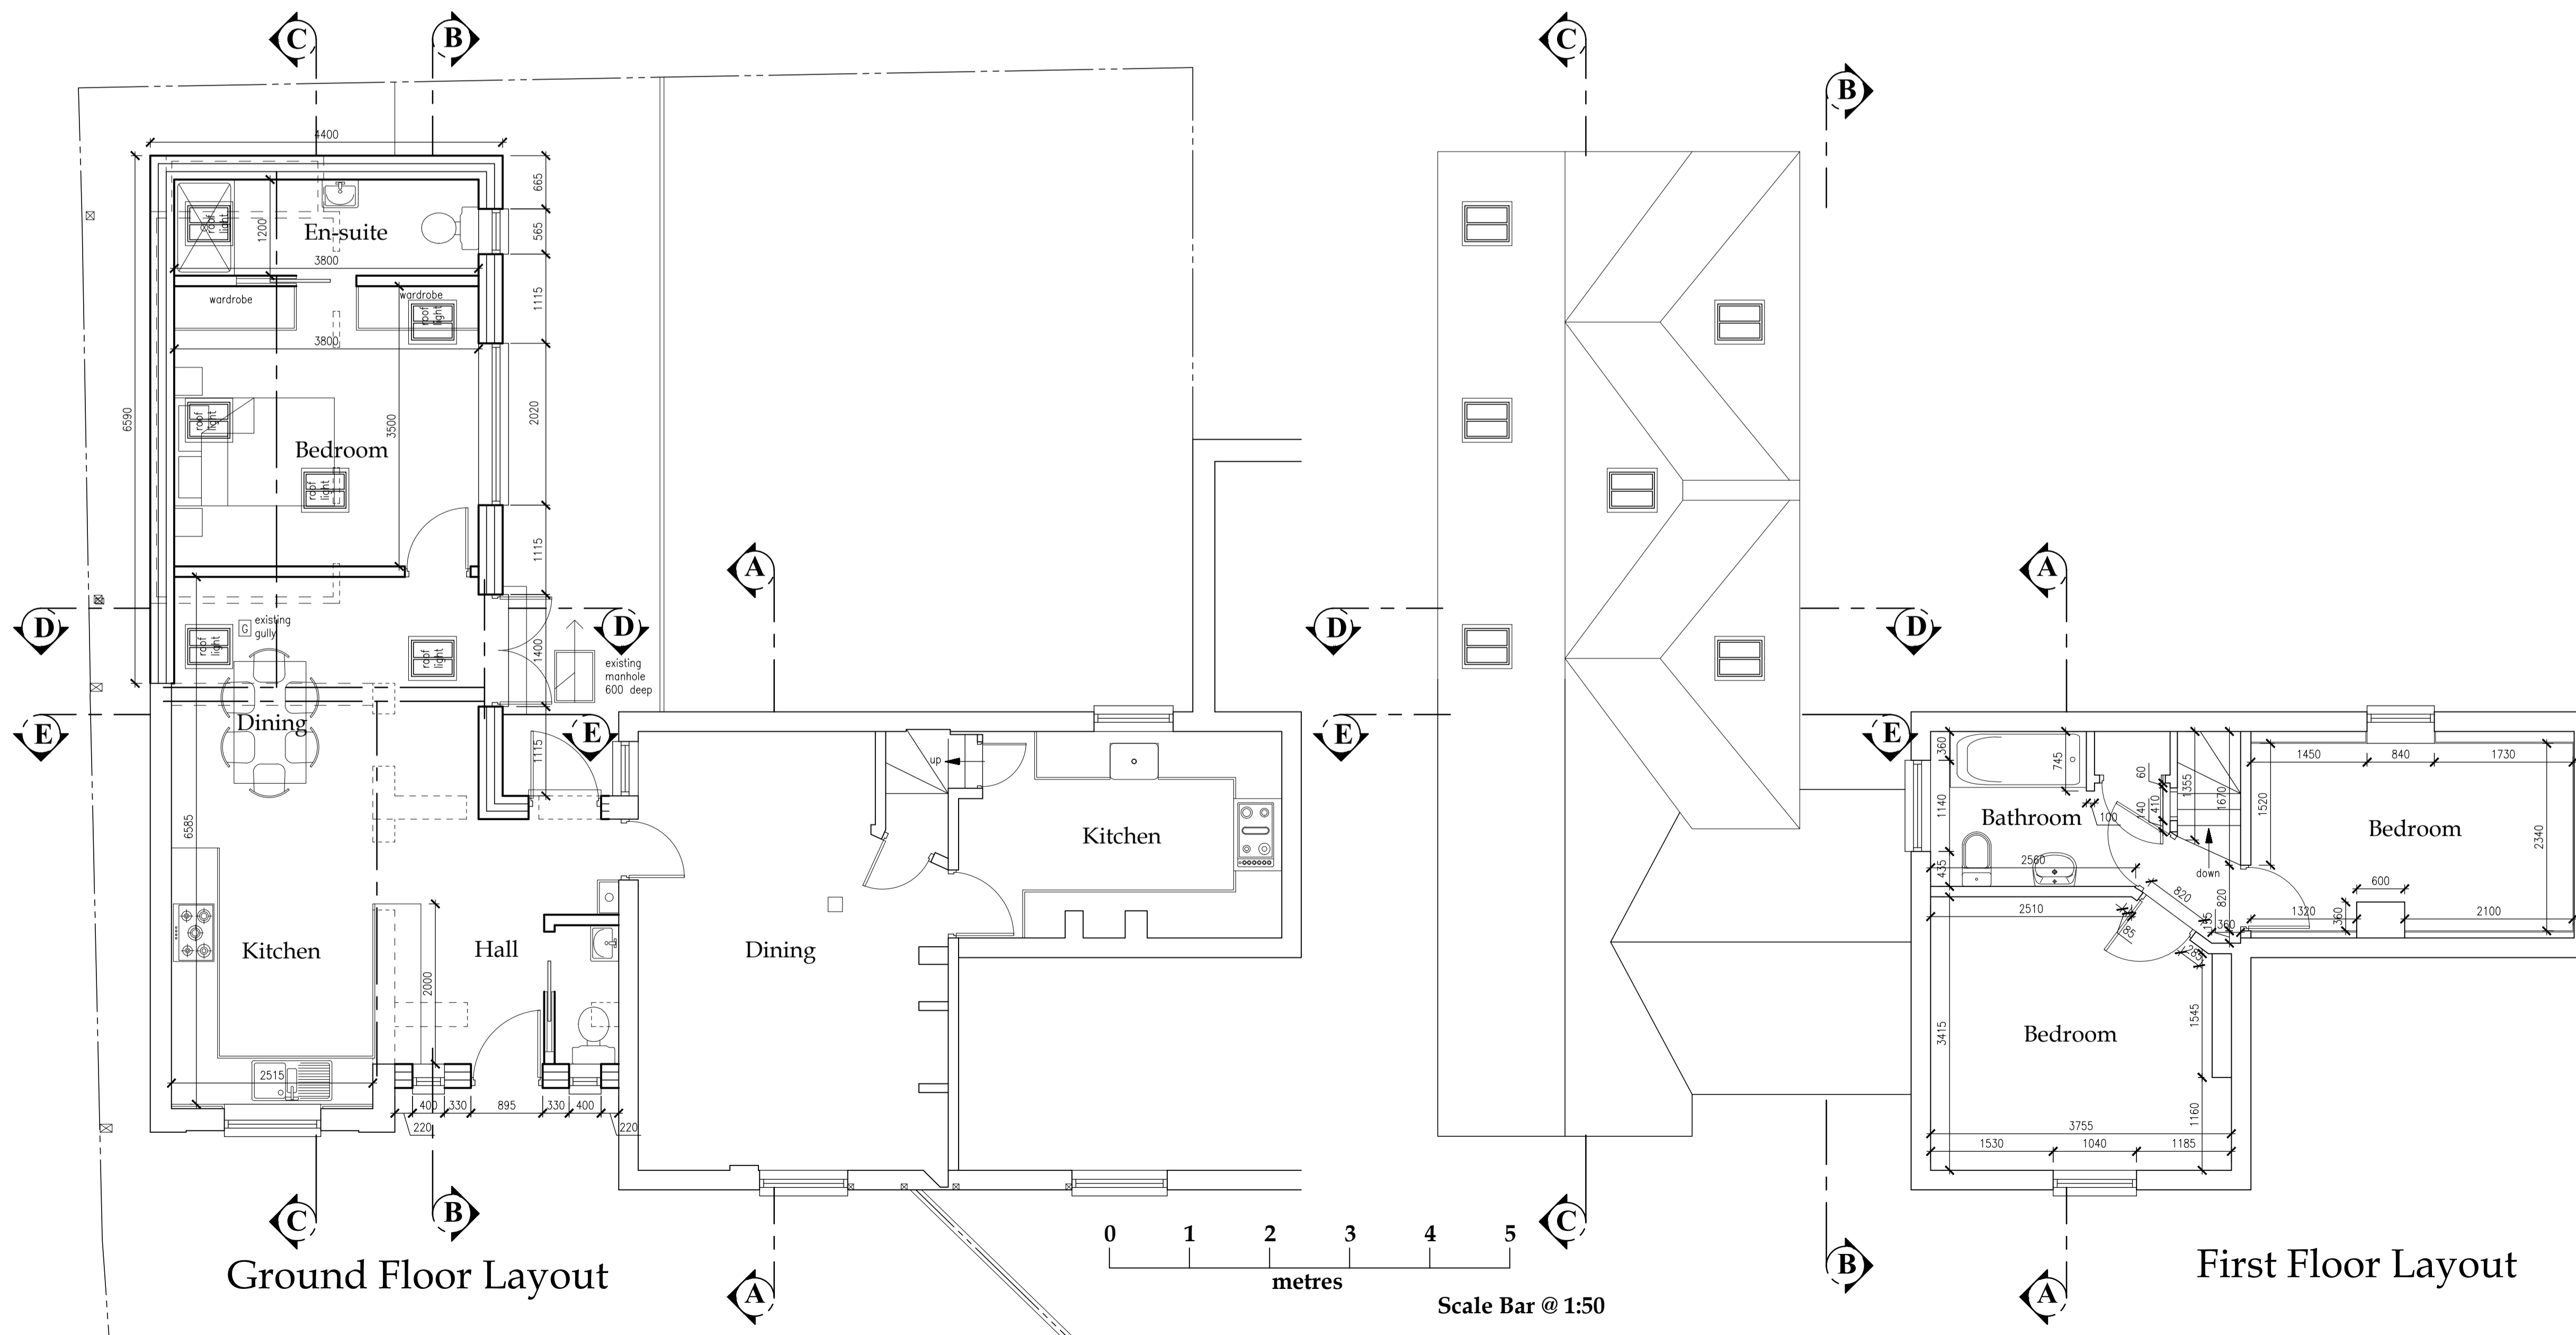 C
B
C
B
4400
665
565
1115
2020
1115
1400
1115
6590
roof
light
1200
En-suite
3800
wardrobe
wardrobe
roof
light
3800
3500
roof
light
Bedroom
roof
light
A
A
D
D
D
D
existing
gully
G
roof
light
roof
light
existing
manhole
600 deep
E
E
E
E
Dining
6585
up
Kitchen
Kitchen
Hall
Dining
2000
2515
400
330
895
330
400
220
220
C
B
A
Ground Floor Layout
0
1
2
3
4
5
metres
Scale Bar @ 1:50
C
B
A
First Floor Layout
360
745
60
1355
1670
1450
840
1730
1140
140
410
1520
2340
Bathroom
100
Bedroom
435
2560
down
820
820
600
2510
85
135
360
1320
360
2100
285
3415
Bedroom
1545
1160
3755
1530
1040
1185